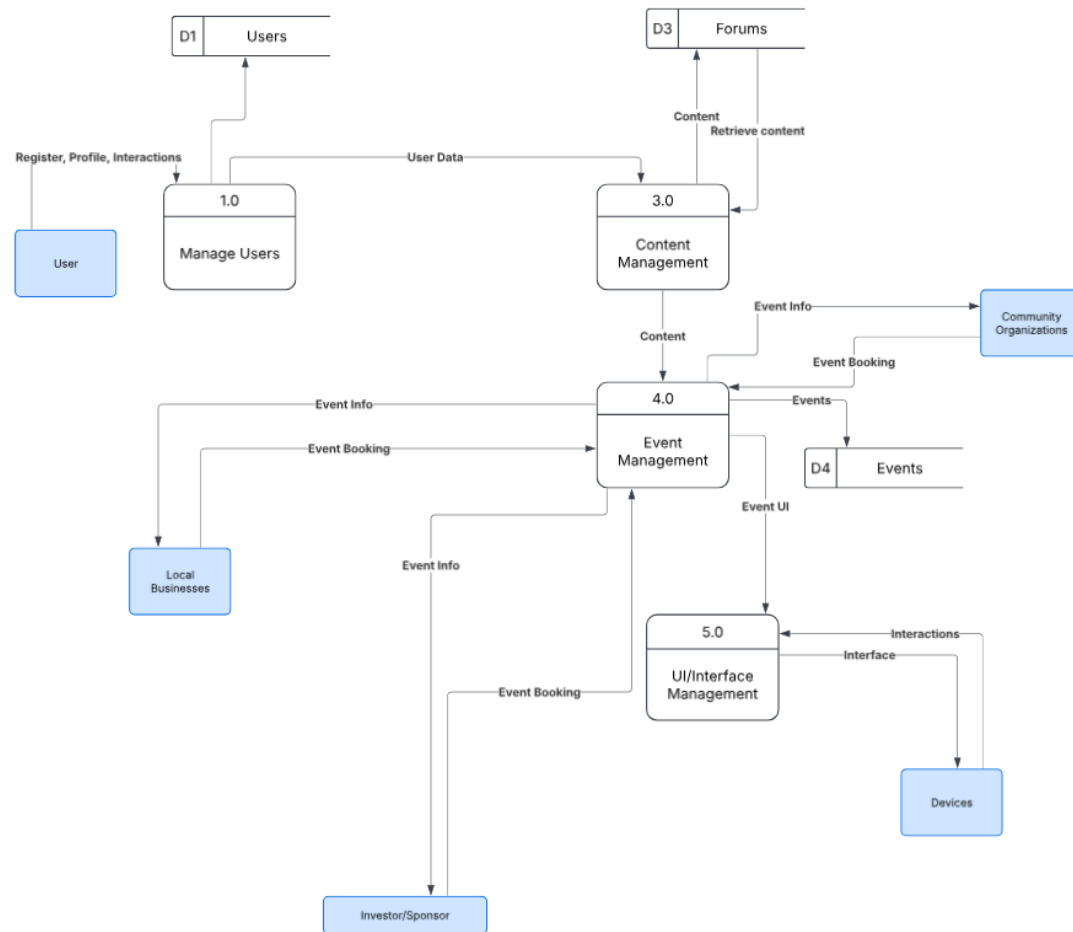 D1
Users
D3
Forums
Content
Retrieve content
Register, Profile, Interactions
User Data
1.0
Manage Users
3.0
Content
Management
User
Event Info
Community
Organizations
Content
Event Booking
4.0
Event
Management
Event Info
Events
Event Booking
D4
Events
Event UI
Event Info
Local
Businesses
5.0
UI/Interface
Management
Interactions
Interface
Event Booking
Devices
Investor/Sponsor